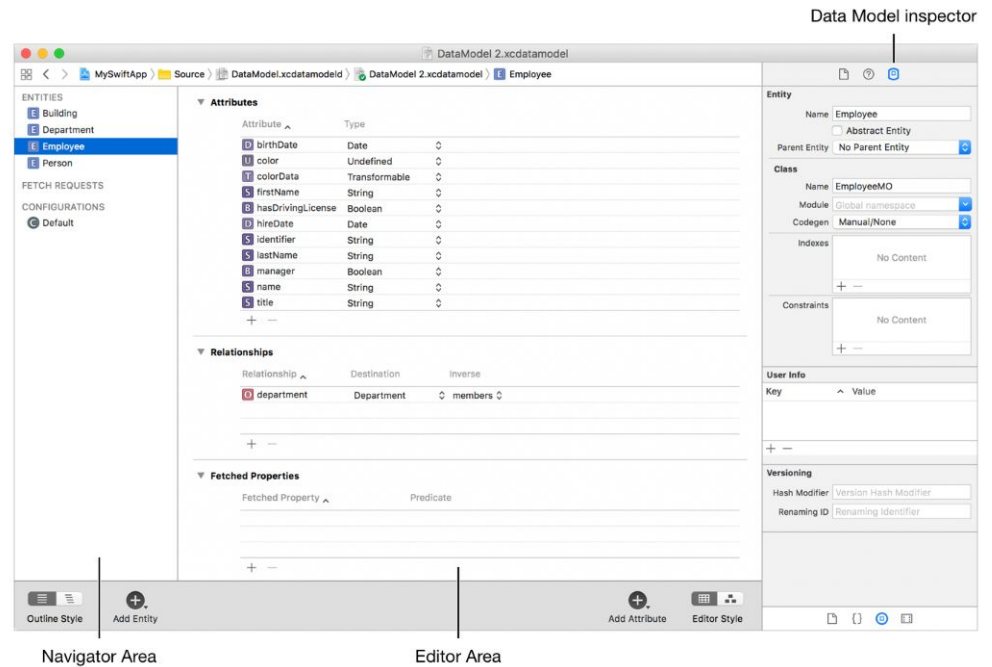 Data Model inspector
DataModel 2.xcdatamodel
MySwiftApp Source DataModel.xcdatamodeld DataModel 2.xcdatamodel E Employee
ENTITIES
E Building
E Department
E Employee
E Person
FETCH REQUESTS
CONFIGURATIONS
C Default
Attributes
Attribute Type
D birthDate Date
U color Undefined
T colorData Transformable
S firstName String
B hasDrivingLicense Boolean
D hireDate Date
S identifier String
S lastName String
B manager Boolean
S name String
S title String
+ −
Relationships
Relationship Destination Inverse
O department Department members
+ −
Fetched Properties
Fetched Property Predicate
+ −
Entity
Name Employee
Abstract Entity
Parent Entity No Parent Entity
Class
Name EmployeeMO
Module Global namespace
Codegen Manual/None
Indexes
No Content
+ −
Constraints
No Content
+ −
User Info
Key Value
+ −
Versioning
Hash Modifier Version Hash Modifier
Renaming ID Renaming Identifier
Outline Style Add Entity Add Attribute Editor Style
{}
Navigator Area Editor Area